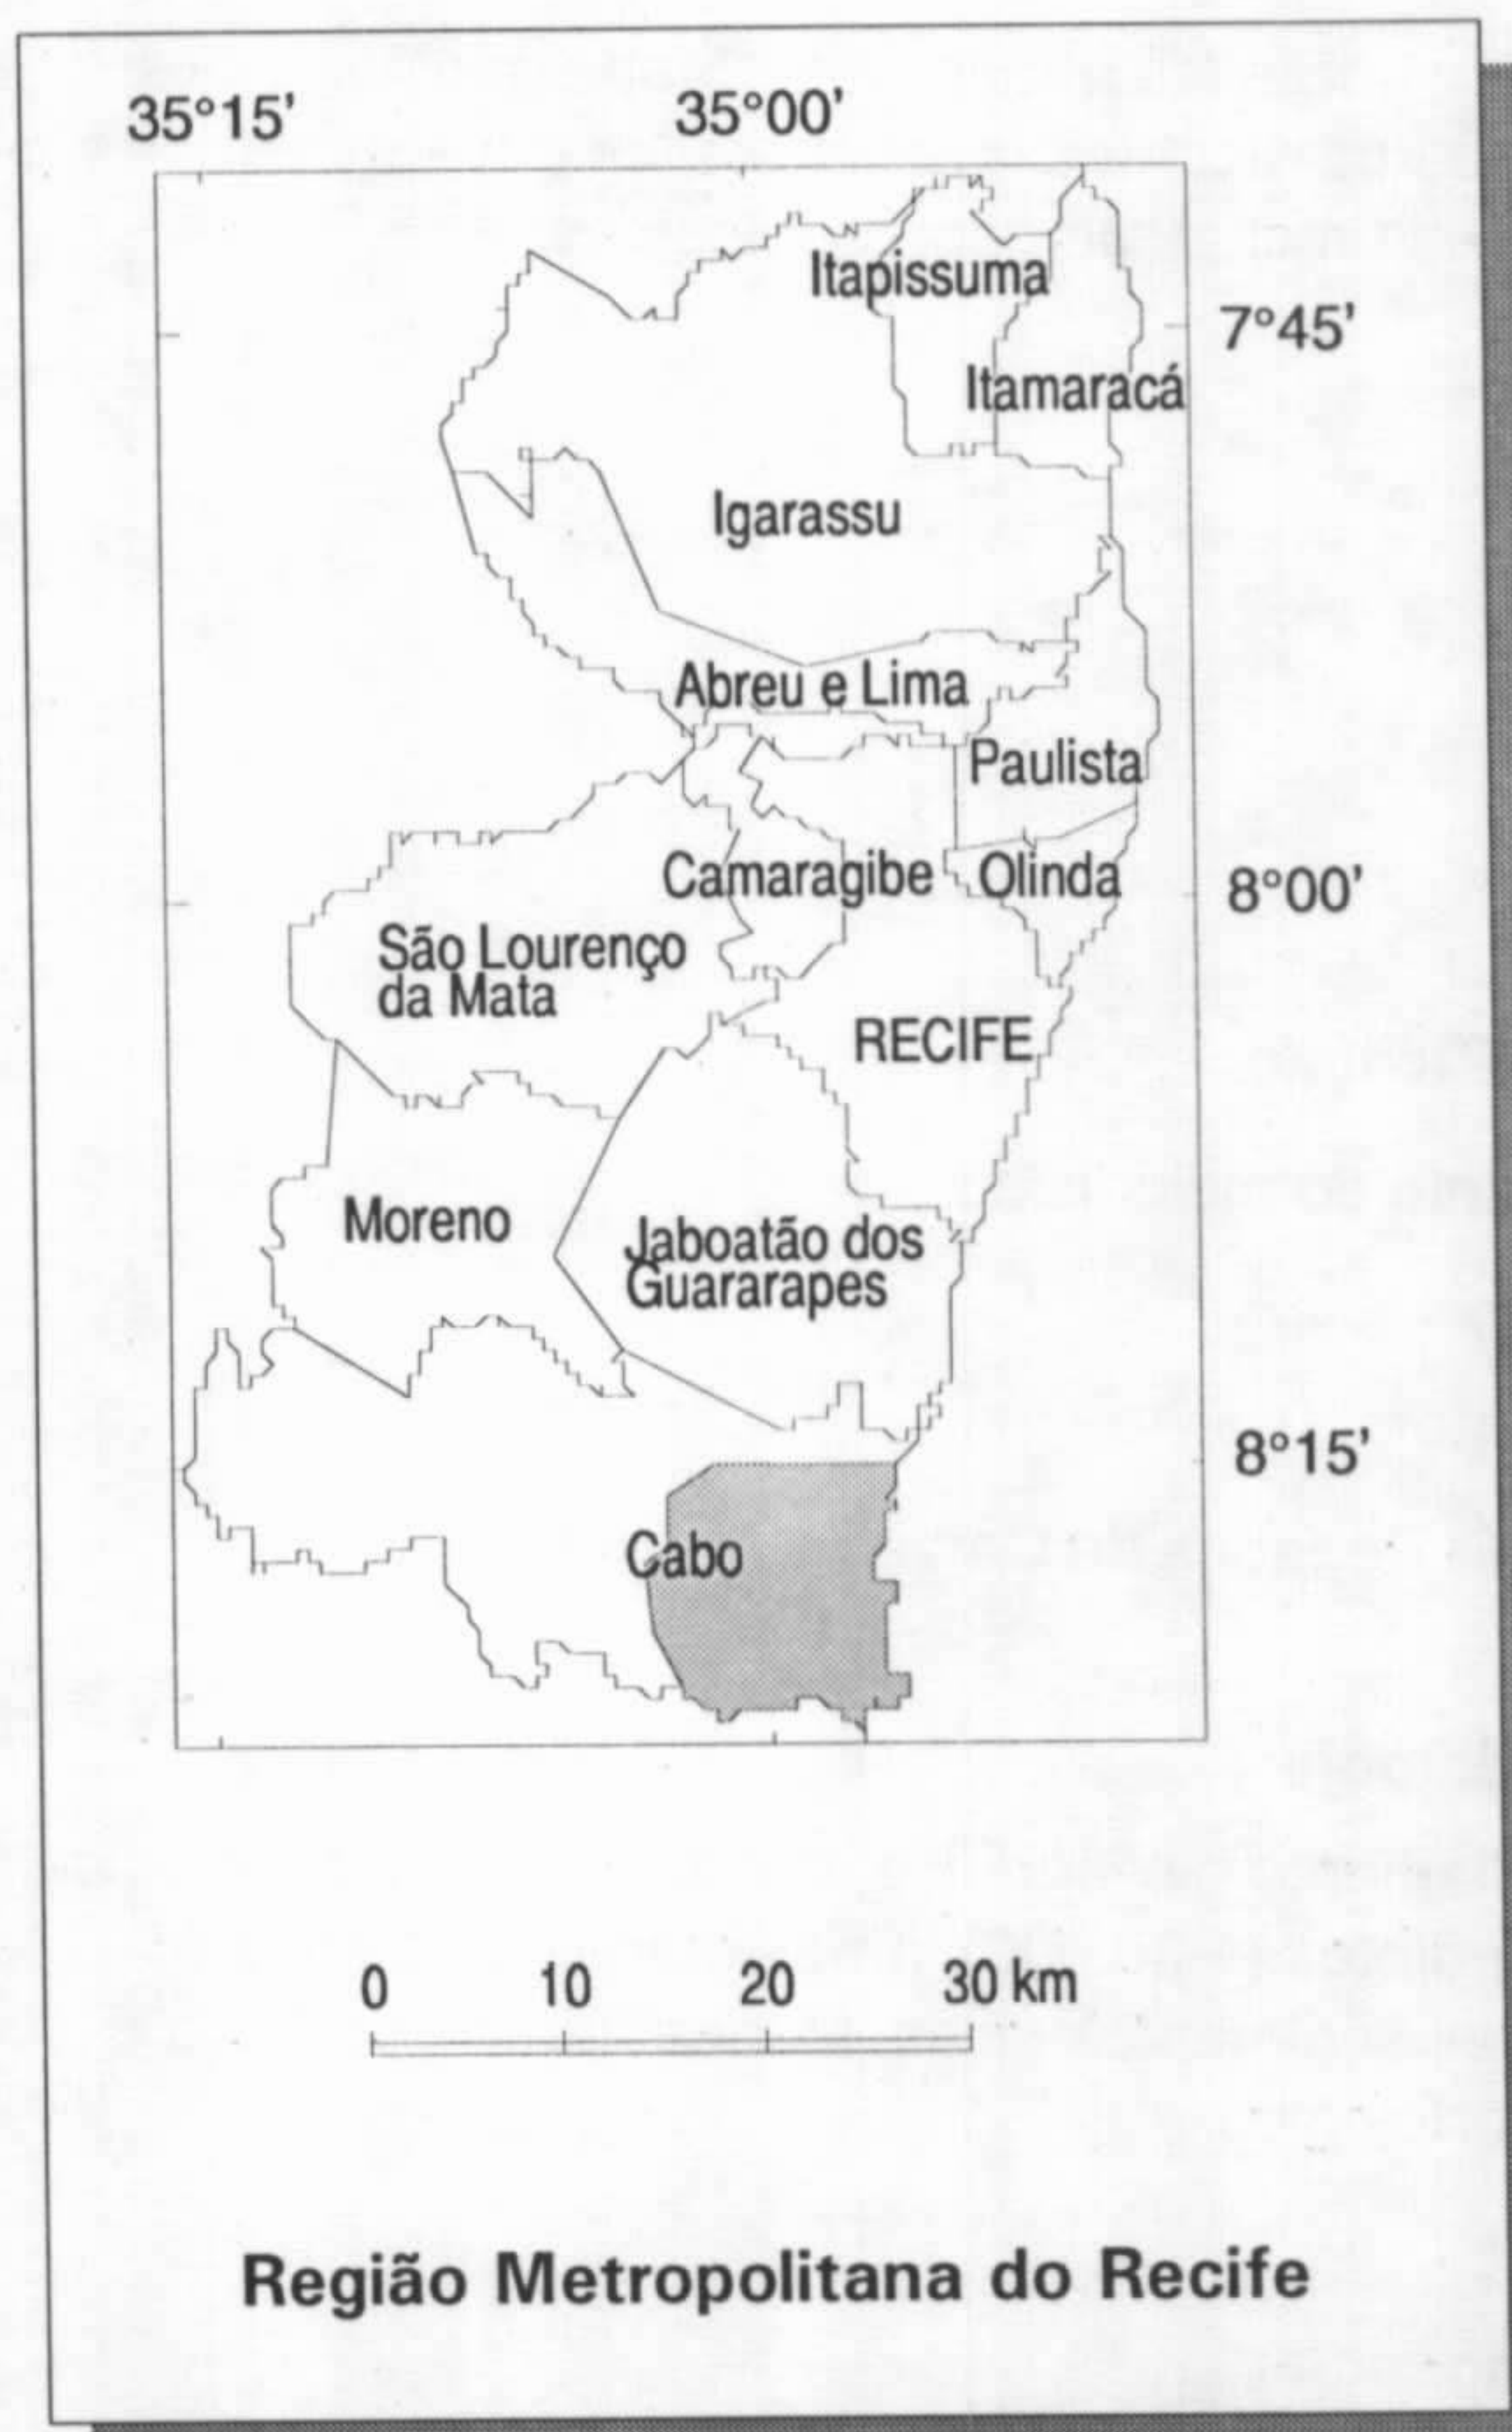 35°15' 35°00'
Itapissuma
7°45'
Itamaracá
Igarassu
Abreu e Lima
Paulista
Camaragibe Olinda
8°00'
São Lourenço
da Mata
RECIFE
Moreno
Jaboatão dos
Guararapes
8°15'
Cabo
0 10 20 30 km
Região Metropolitana do Recife